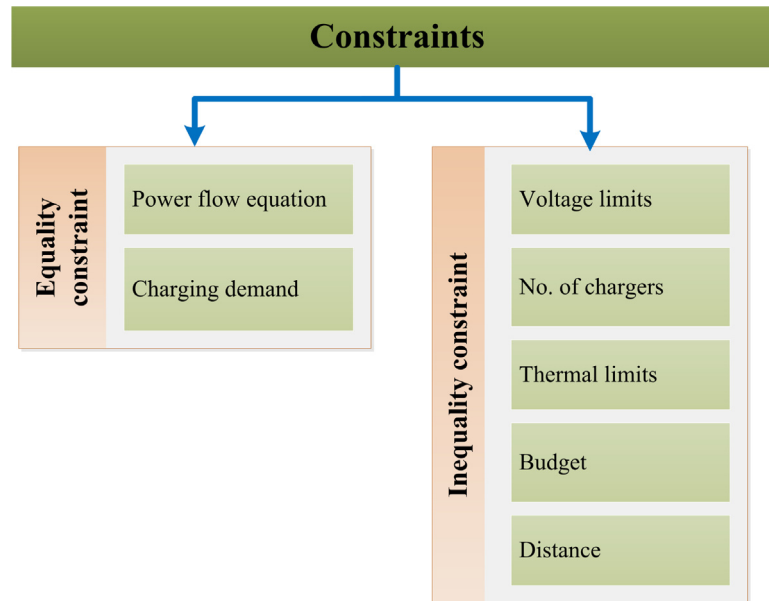 Constraints
Equality
constraint
Power flow equation
Charging demand
Inequality constraint
Voltage limits
No. of chargers
Thermal limits
Budget
Distance